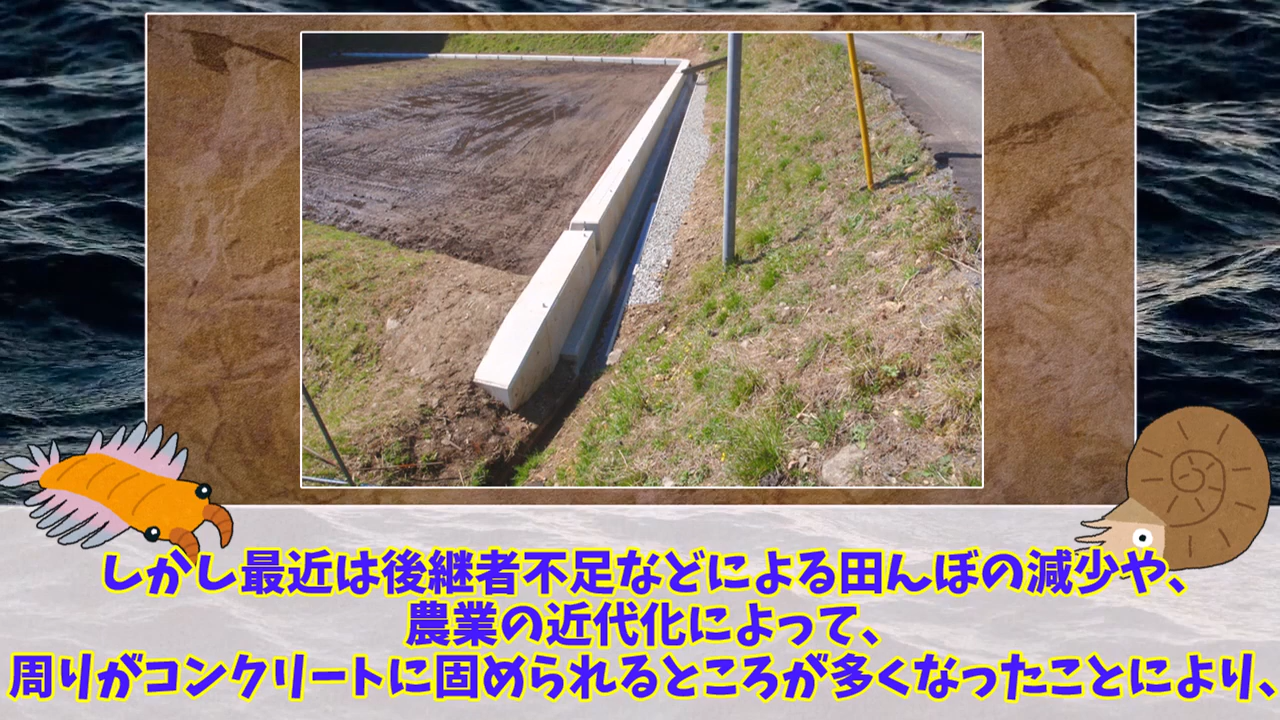 しかし最近は後継者不足などによる田んぼの減少や、
農業の近代化によって、
周りがコンクリートに固められるところが多くなったことにより、